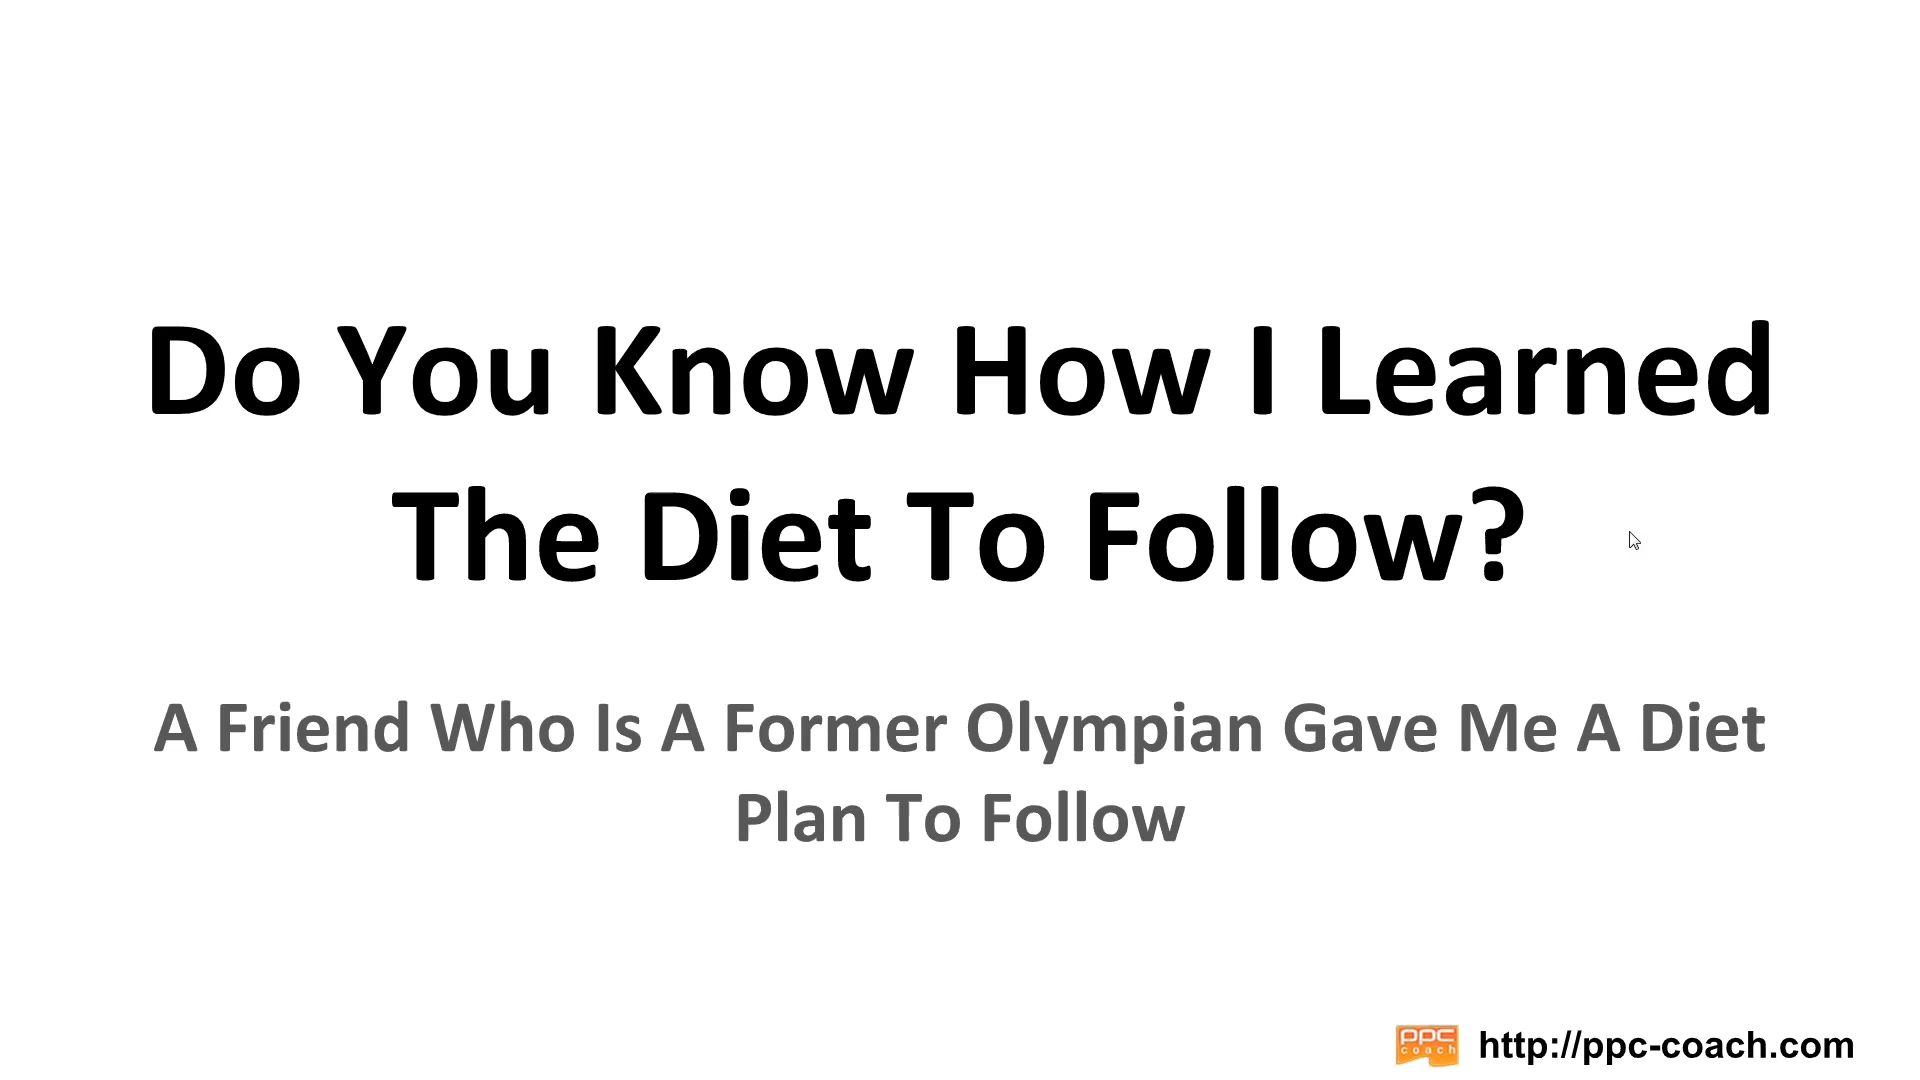 Do You Know How I Learned
The Diet To Follow?
A Friend Who Is A Former Olympian Gave Me A Diet
Plan To Follow
ppc
coach
http://ppc-coach.com